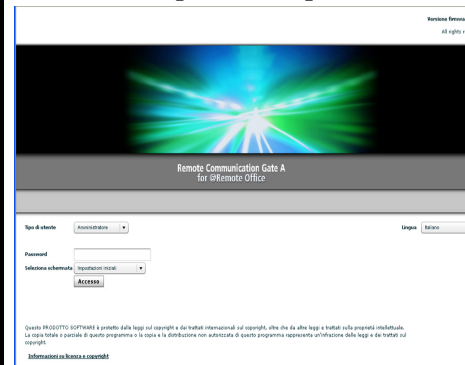 Versione firmwa
All rights r
Remote Communication Gate A
for @Remote Office
Tipo di utente Amministratore Lingua Italiano
Password
Seleziona schermata Impostazioni iniziali
Accesso
Questo PRODOTTO SOFTWARE è protetto dalle leggi sul copyright e dai trattati internazionali sul copyright, oltre che da altre leggi e trattati sulla proprietà intellettuale.
La copia totale o parziale di questo programma o la copia e la distribuzione non autorizzata di questo programma rappresenta un'infrazione delle leggi e dei trattati sul
copyright.
Informazioni su licenza e copyright